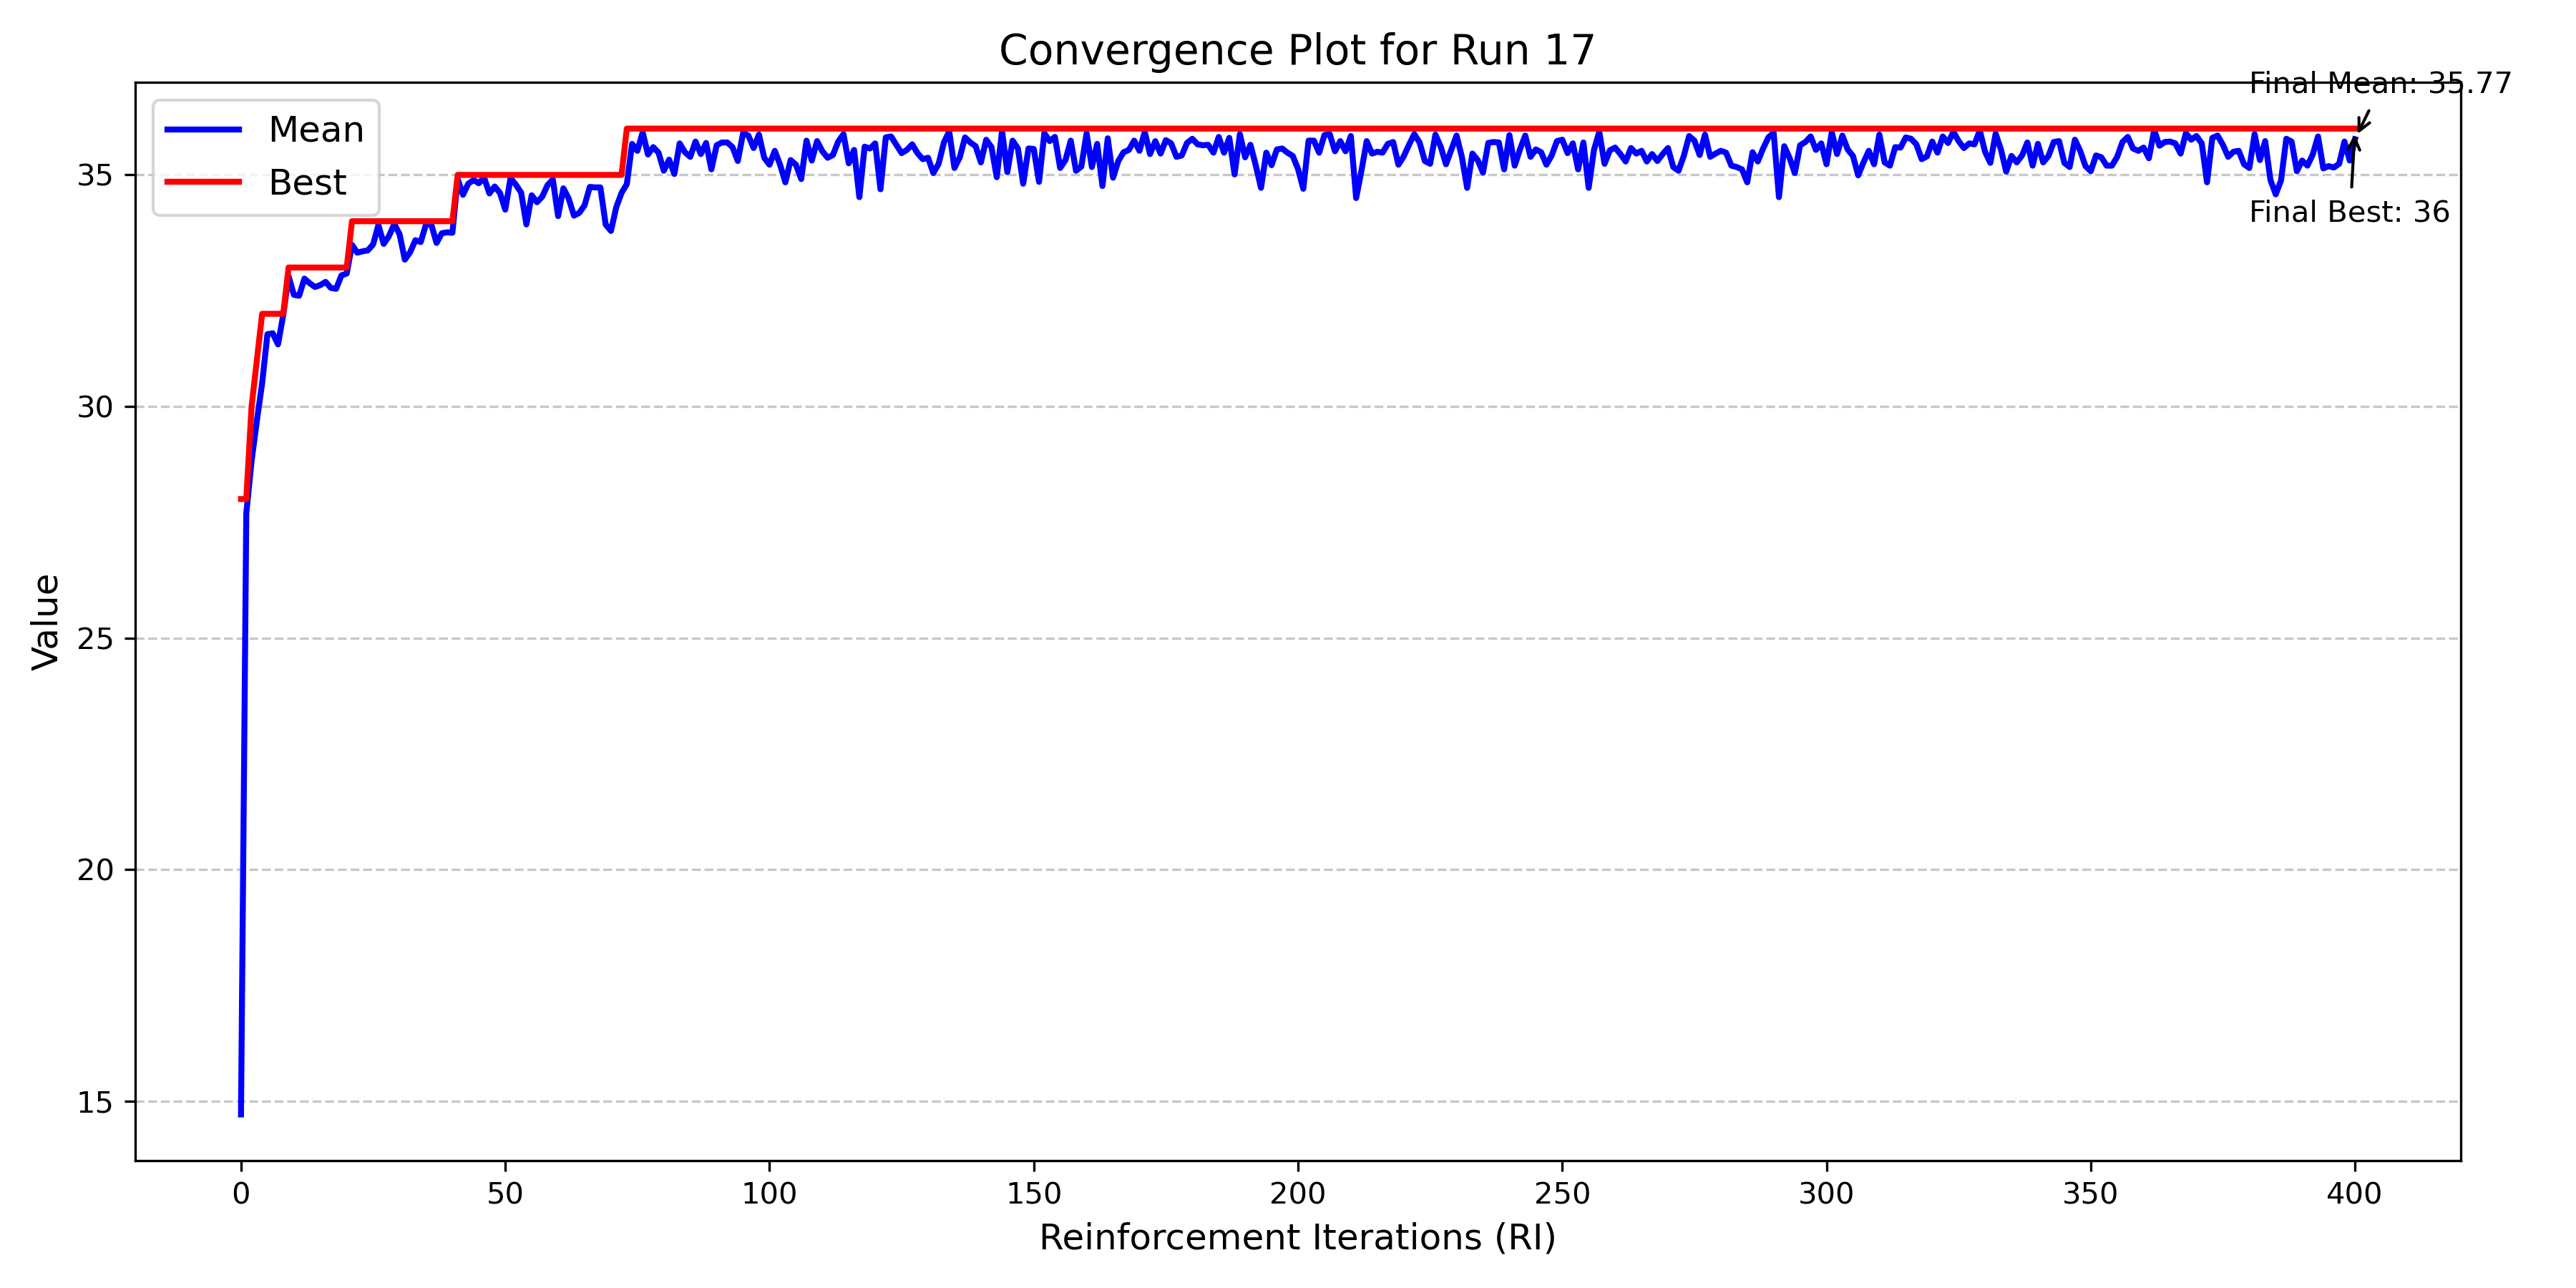 Convergence Plot for Run 17
Final Mean: 35.77
Mean
Best
Final Best: 36
35
30
25
20
15
Value
0 50 100 150 200 250 300 350 400
Reinforcement Iterations (RI)